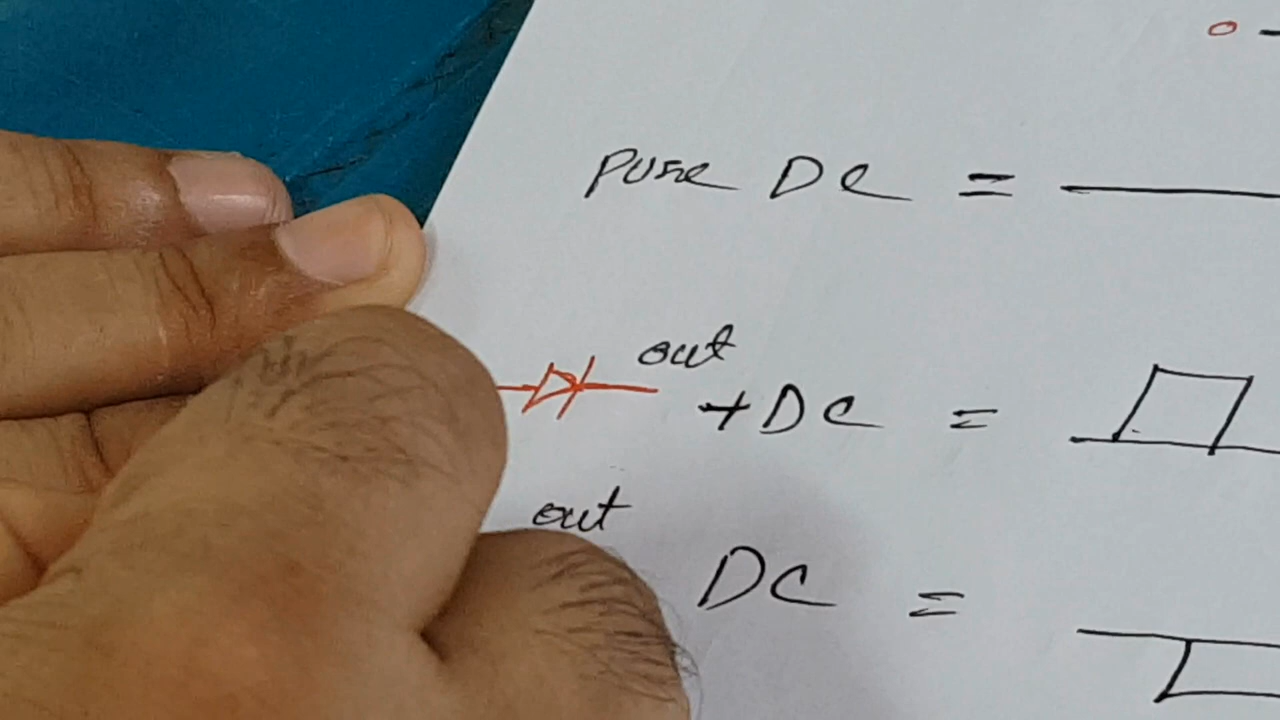 Pure DC =
out
+DC =
out
DC =